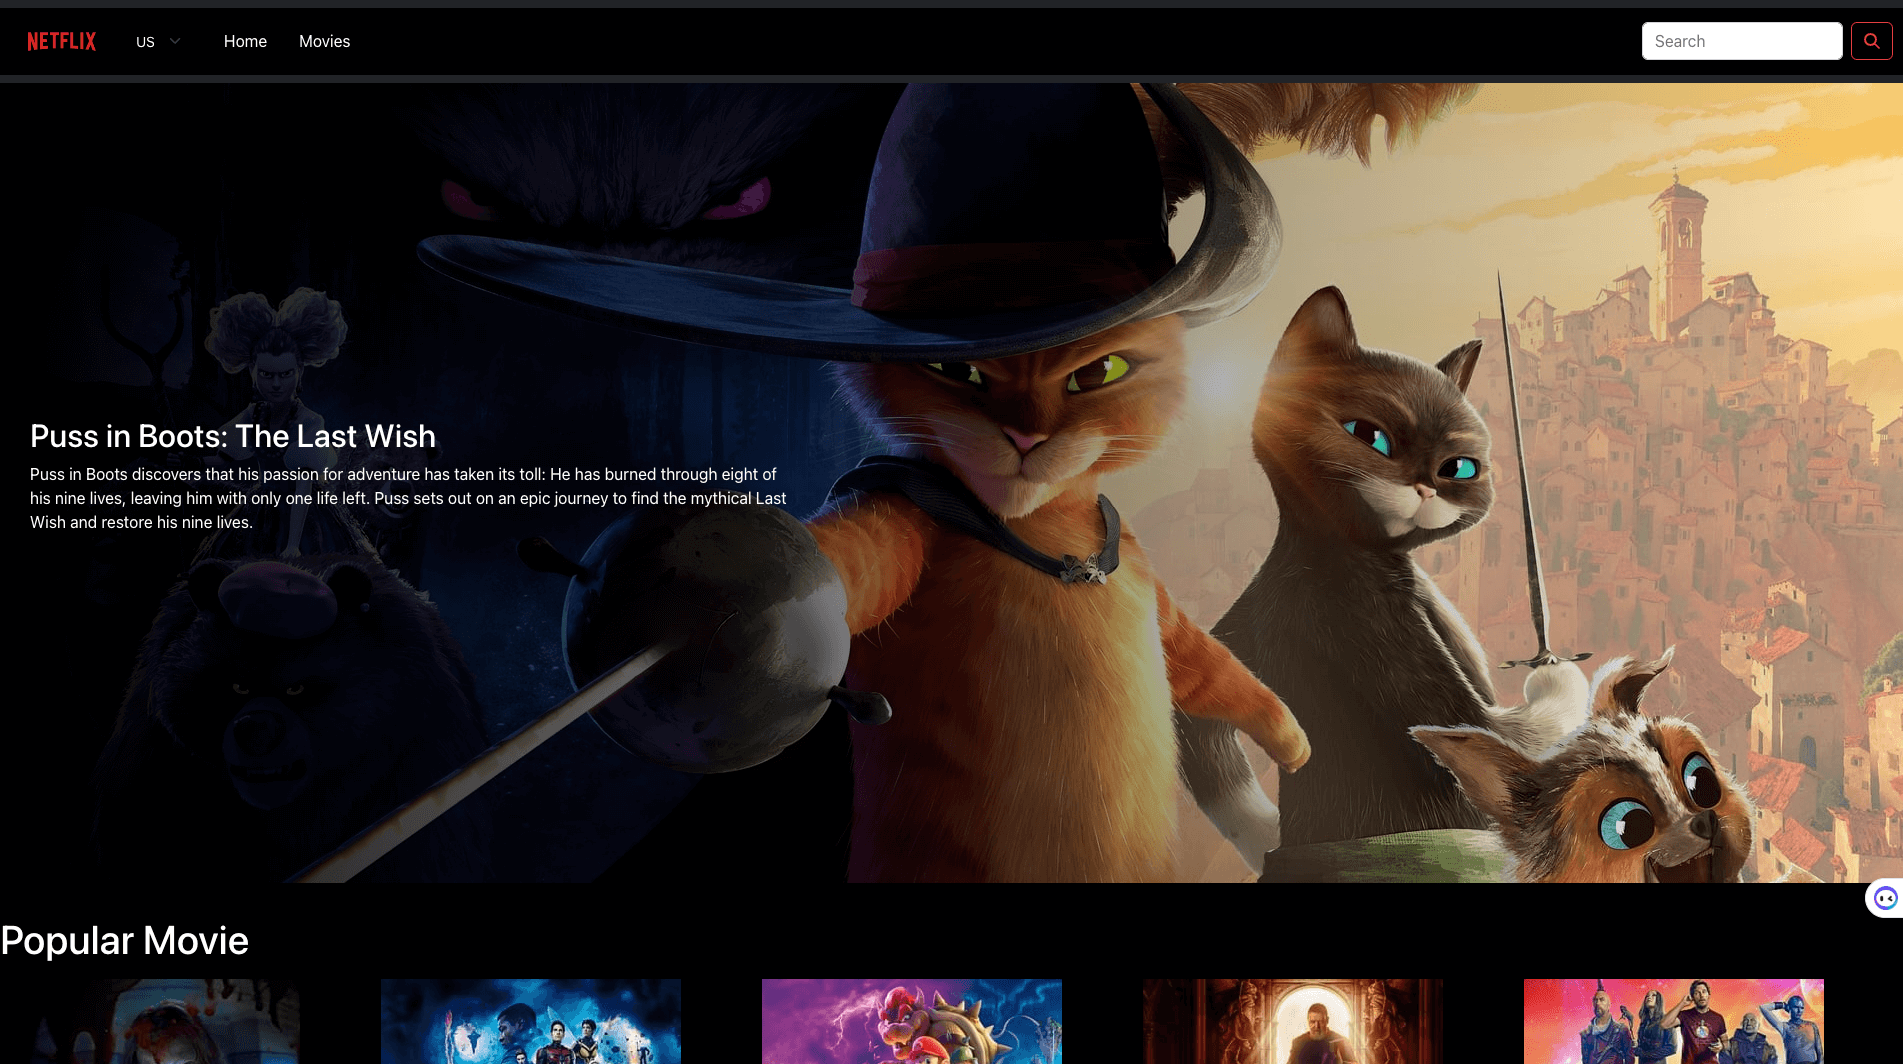 NETFLIX
US
Home
Movies
Search
Puss in Boots: The Last Wish
Puss in Boots discovers that his passion for adventure has taken its toll: He has burned through eight of
his nine lives, leaving him with only one life left. Puss sets out on an epic journey to find the mythical Last
Wish and restore his nine lives.
Popular Movie